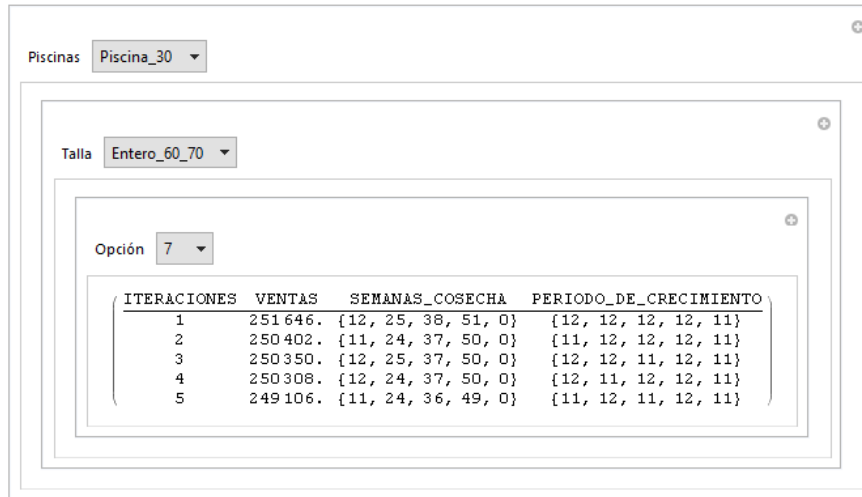 Piscinas Piscina_30
Talla Entero_60_70
Opción 7
ITERACIONES VENTAS SEMANAS_COSECHA PERIODO_DE_CRECIMIENTO
1 251646. {12, 25, 38, 51, 0} {12, 12, 12, 12, 11}
2 250402. {11, 24, 37, 50, 0} {11, 12, 12, 12, 11}
3 250350. {12, 25, 37, 50, 0} {12, 12, 11, 12, 11}
4 250308. {12, 24, 37, 50, 0} {12, 11, 12, 12, 11}
5 249106. {11, 24, 36, 49, 0} {11, 12, 11, 12, 11}